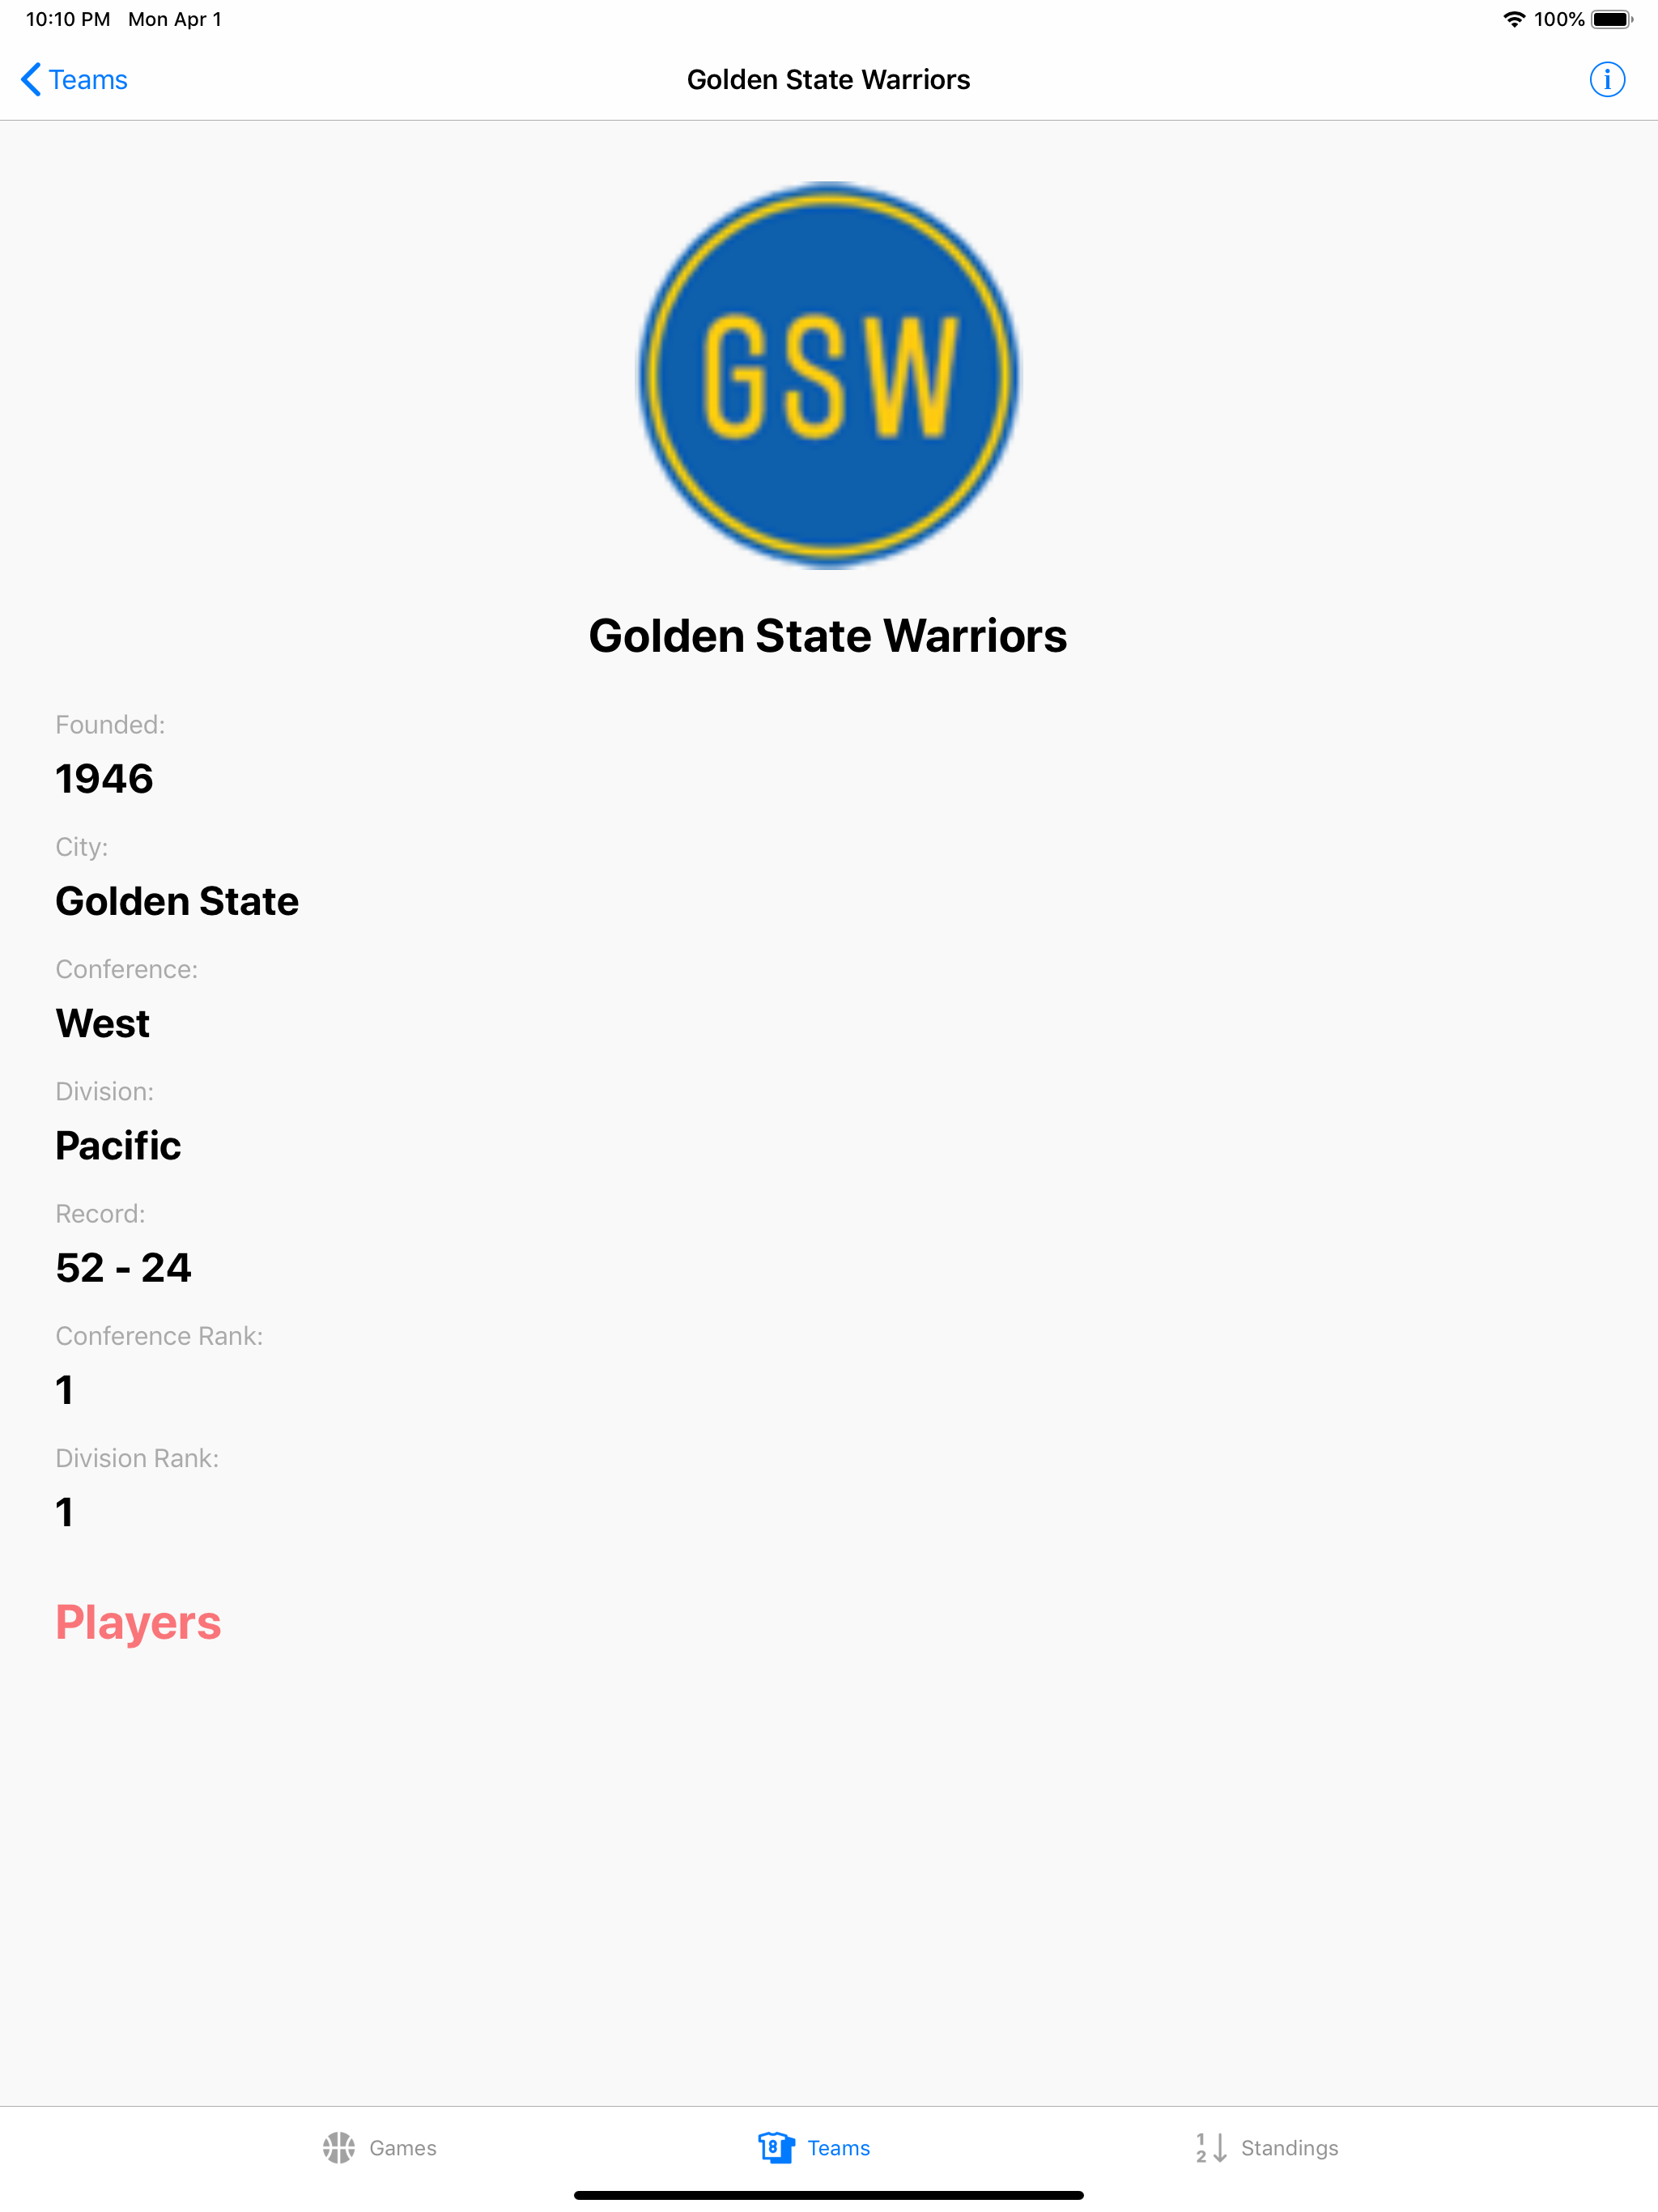 10:10 PM Mon Apr 1 100%
Teams Golden State Warriors i
GSW
Golden State Warriors
Founded:
1946
City:
Golden State
Conference:
West
Division:
Pacific
Record:
52 - 24
Conference Rank:
1
Division Rank:
1
Players
Games 8 Teams 1 2 Standings